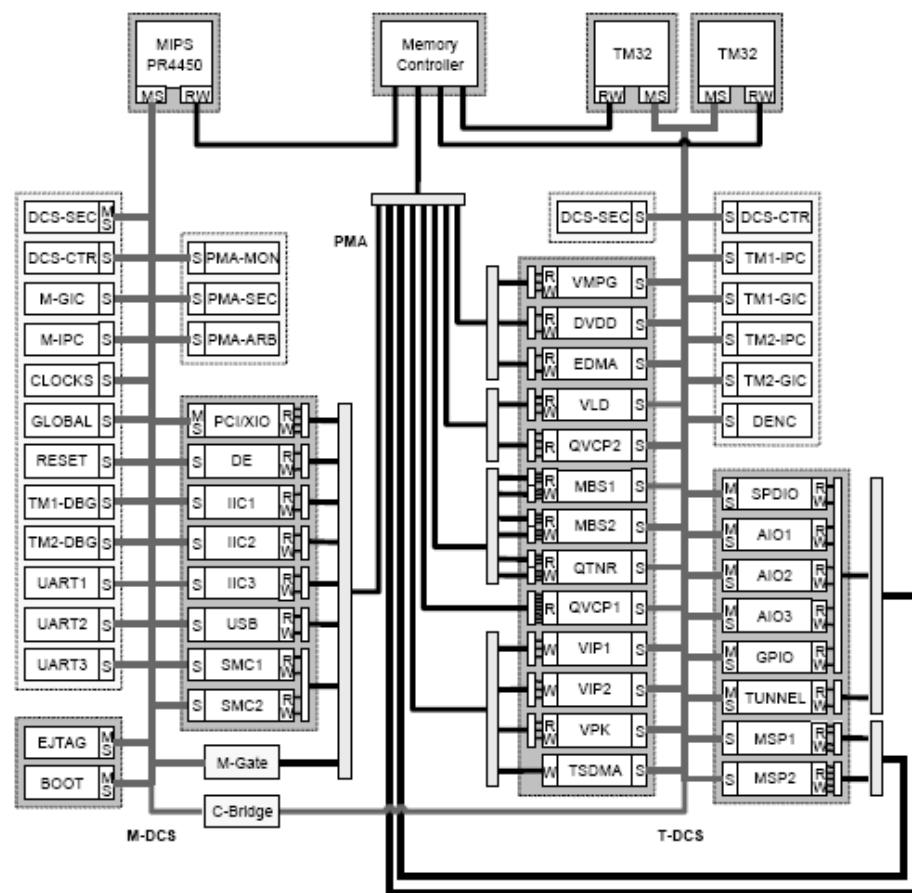 MIPS
PR4450
MS RW
Memory
Controller
TM32
RW MS
TM32
MS RW
PMA
DCS-SEC M S
DCS-CTR S
M-GIC S
M-IPC S
CLOCKS S
GLOBAL S
RESET S
TM1-DBG S
TM2-DBG S
UART1 S
UART2 S
UART3 S
EJTAG M S
BOOT M S
S PMA-MON
S PMA-SEC
S PMA-ARB
M S PCI/XIO R W
S DE R W
S IIC1 R W
S IIC2 R W
S IIC3 R W
S USB R W
S SMC1 R W
S SMC2 R W
M-Gate
C-Bridge
M-DCS
DCS-SEC S
R W VMPG S
R W DVDD S
R W EDMA S
R W VLD S
R QVCP2 S
R W MBS1 S
R W MBS2 S
R W QTNR S
R QVCP1 S
W VIP1 S
W VIP2 S
R W VPK S
W TSDMA S
T-DCS
S DCS-CTR
S TM1-IPC
S TM1-GIC
S TM2-IPC
S TM2-GIC
S DENC
M S SPDIO R W
M S AIO1 R W
M S AIO2 R W
M S AIO3 R W
M S GPIO R W
M S TUNNEL R W
S MSP1 R W
S MSP2 R W